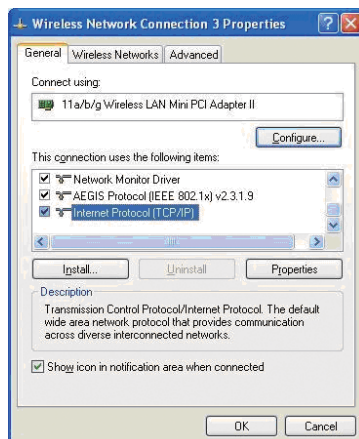 Wireless Network Connection 3 Properties
General Wireless Networks Advanced
Connect using:
11a/b/g Wireless LAN Mini PCI Adapter II
Configure...
This connection uses the following items:
Network Monitor Driver
AEGIS Protocol (IEEE 802.1x) v2.3.1.9
Internet Protocol (TCP/IP)
Install... Uninstall Properties
Description
Transmission Control Protocol/Internet Protocol. The default
wide area network protocol that provides communication
across diverse interconnected networks.
Show icon in notification area when connected
OK Cancel